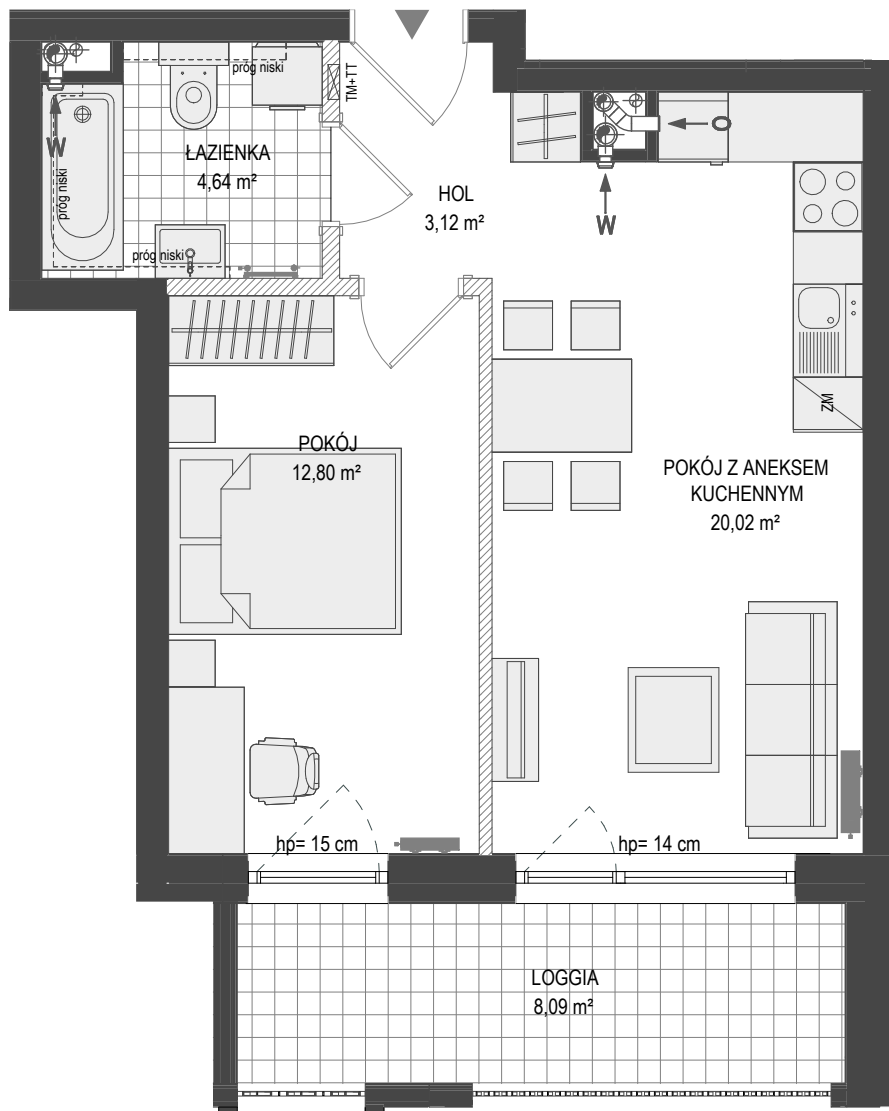 próg niski
TM+TT
W
O
ŁAZIENKA
4,64 m²
próg niski
HOL
3,12 m²
W
próg niski
ZM
POKÓJ
12,80 m²
POKÓJ Z ANEKSEM
KUCHENNYM
20,02 m²
hp= 15 cm
hp= 14 cm
LOGGIA
8,09 m²